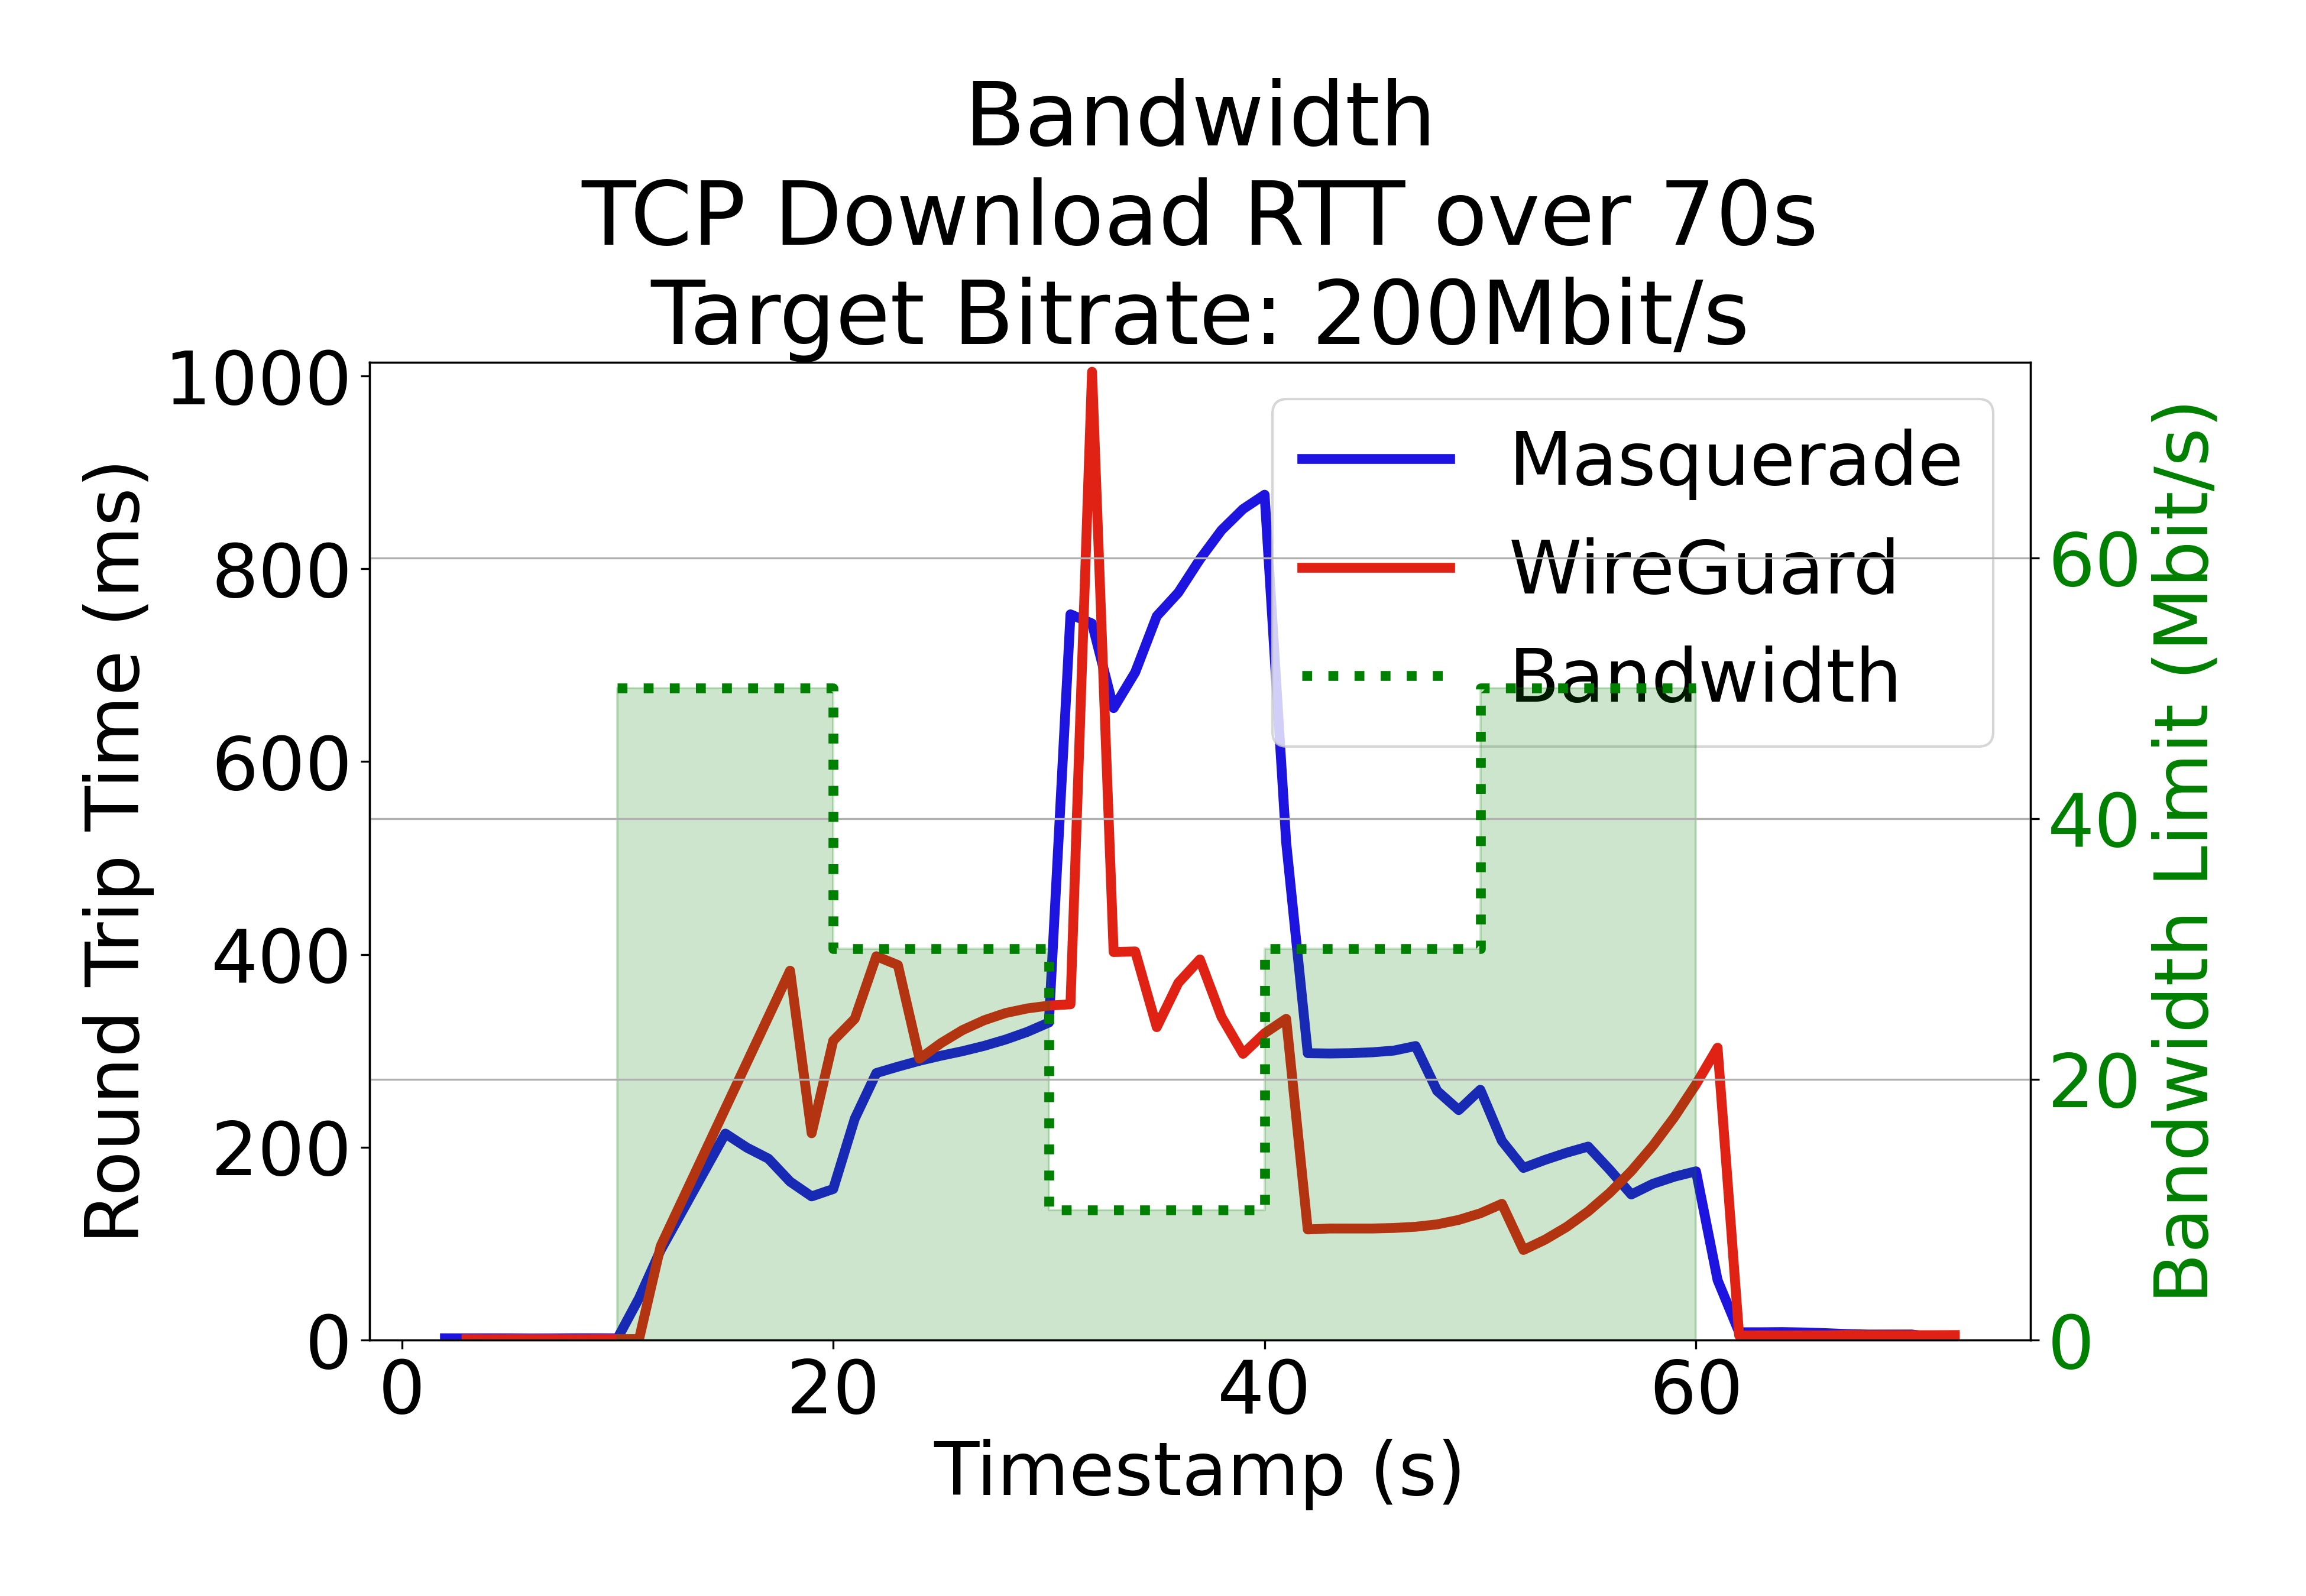 Bandwidth
TCP Download RTT over 70s
Target Bitrate: 200Mbit/s
Round Trip Time (ms)
1000
800
600
400
200
0
Masquerade
WireGuard
Bandwidth
60
40
20
0
Bandwidth Limit (Mbit/s)
0 20 40 60
Timestamp (s)